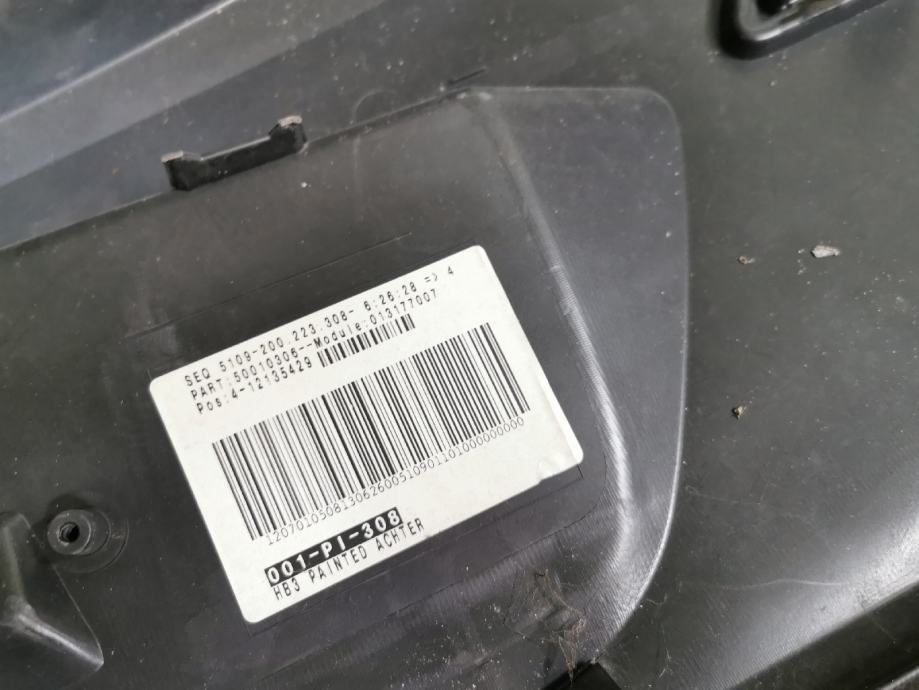 SEQ 5109-200.223.308- 6:26:28 => 4
PART:50010306--Module:013177007
Pos:4-12135429
12070105081306260051090110100000000
001-PI-308
HB3 PAINTED ACHTER